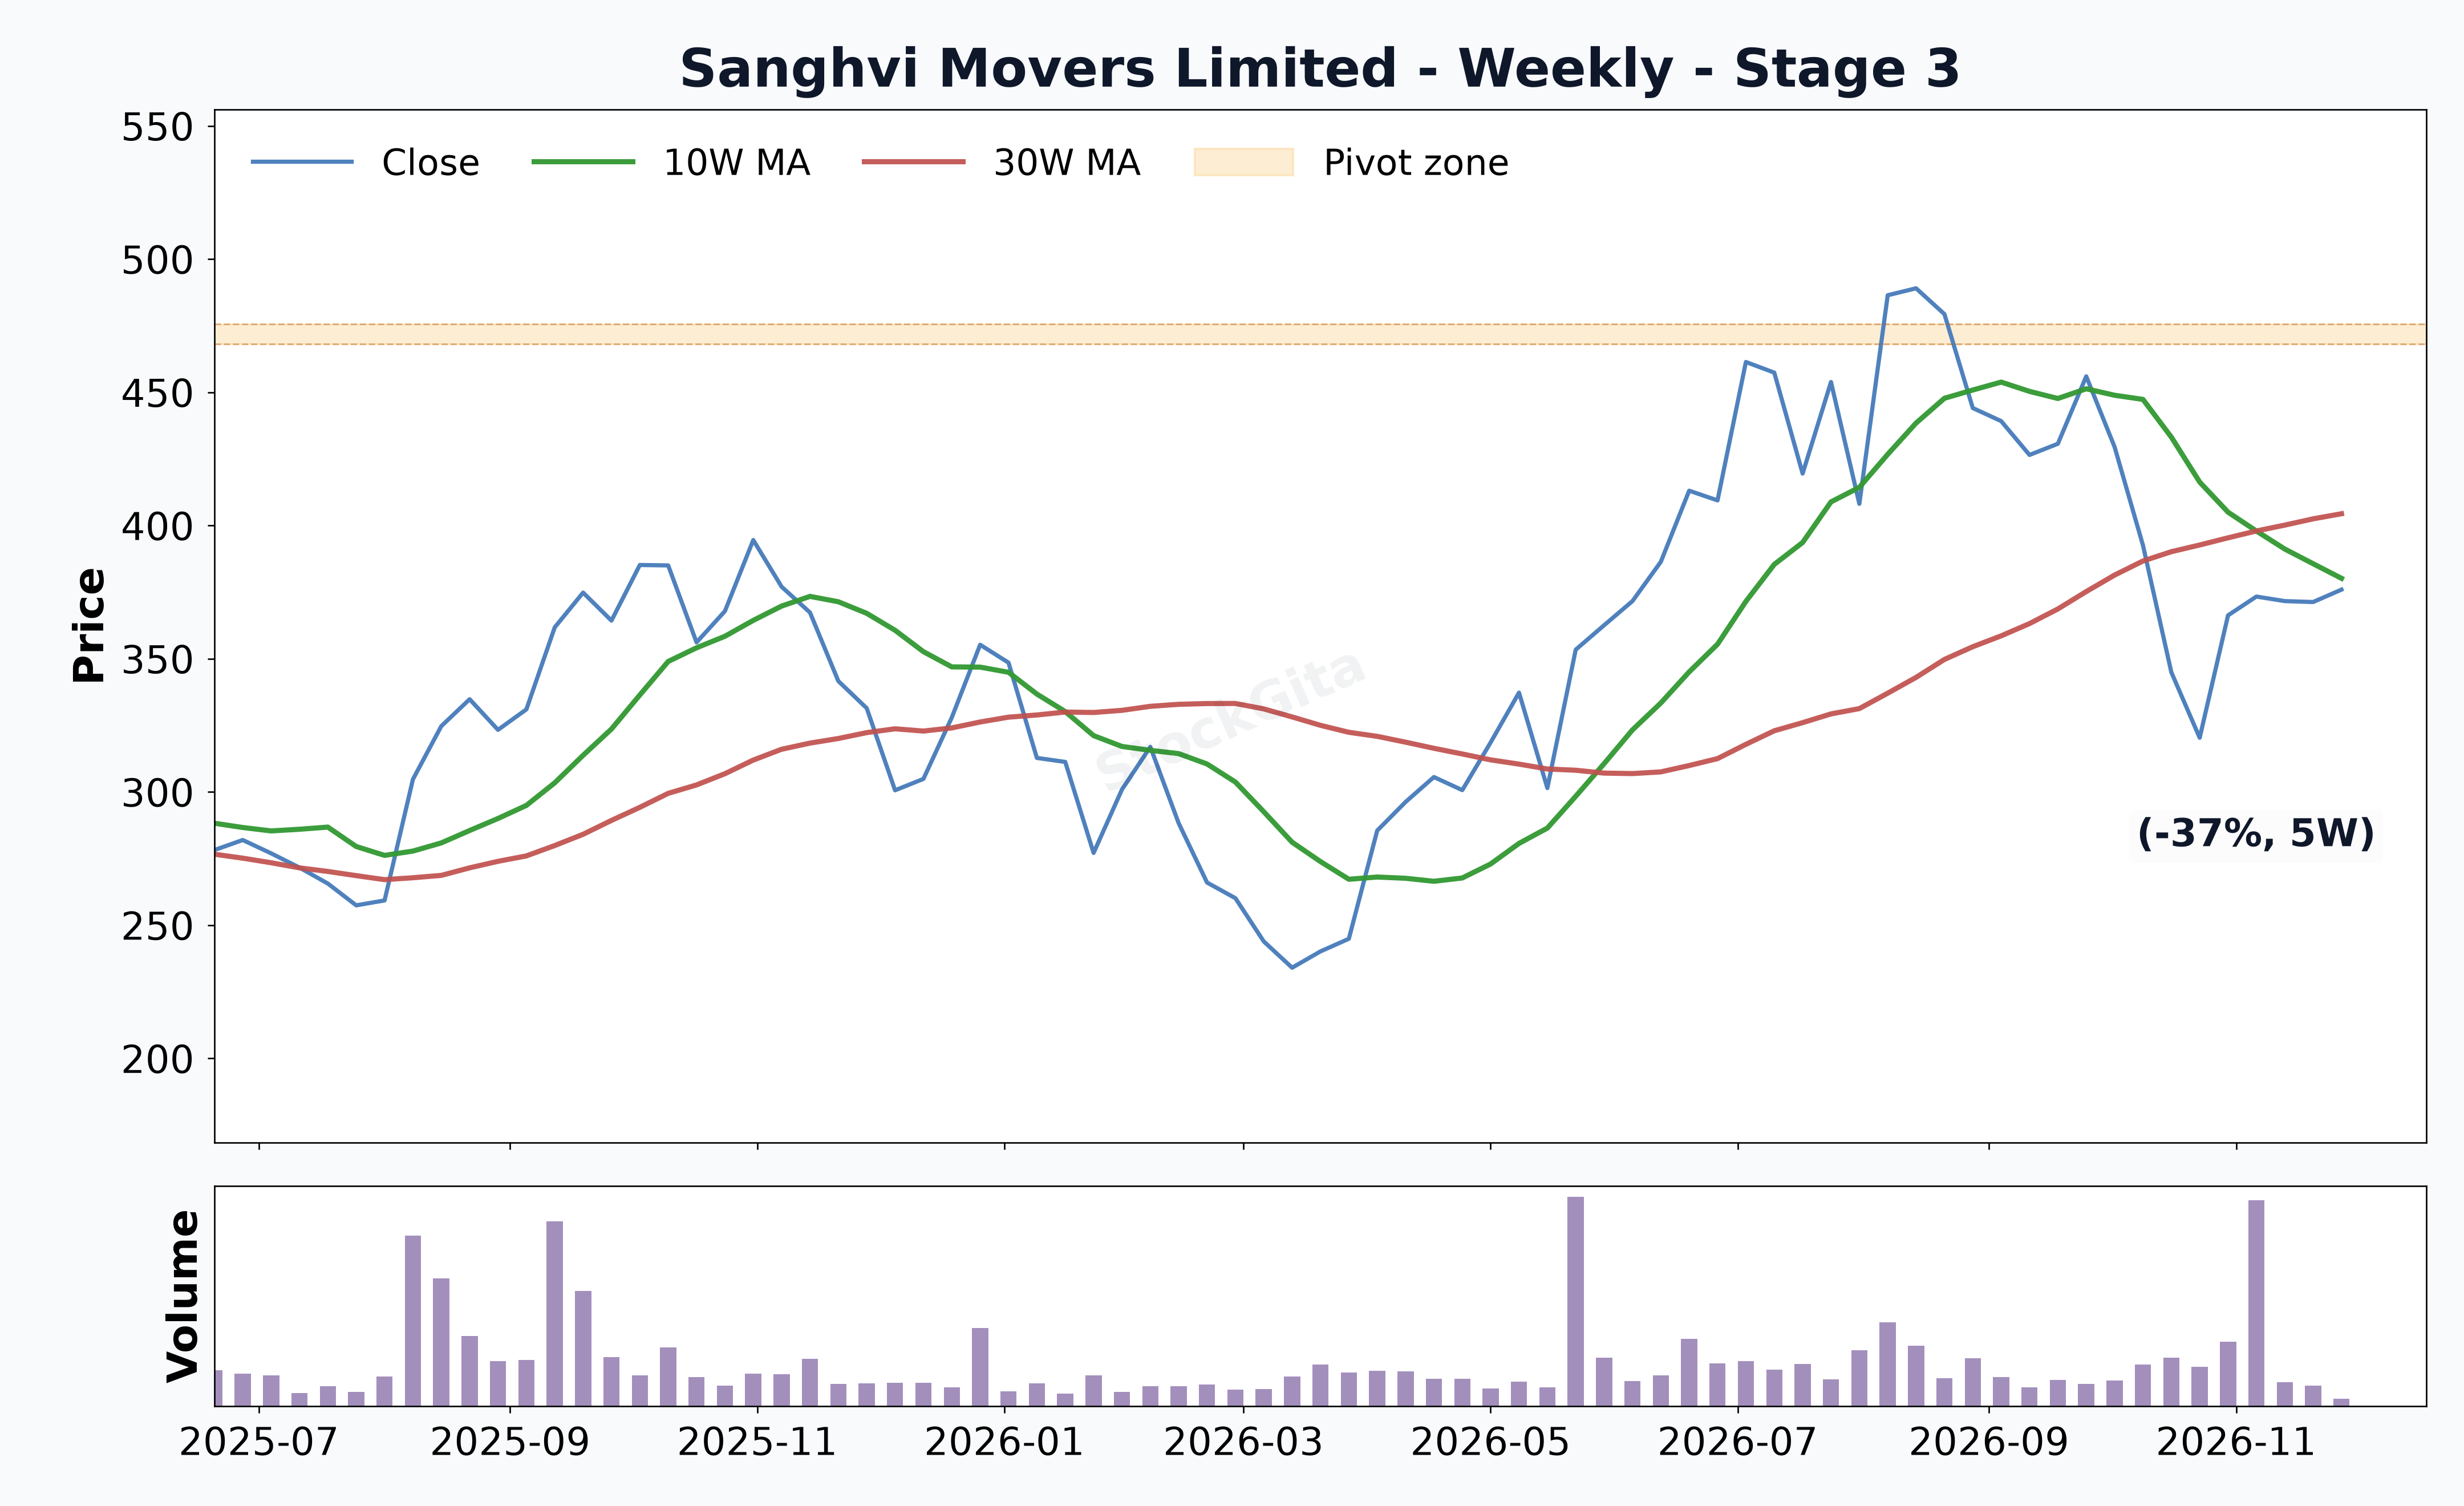 Sanghvi Movers Limited - Weekly - Stage 3
Close
10W MA
30W MA
Pivot zone
550
500
450
400
350
300
250
200
Price
StockGita
(-37%, 5W)
Volume
2025-07
2025-09
2025-11
2026-01
2026-03
2026-05
2026-07
2026-09
2026-11